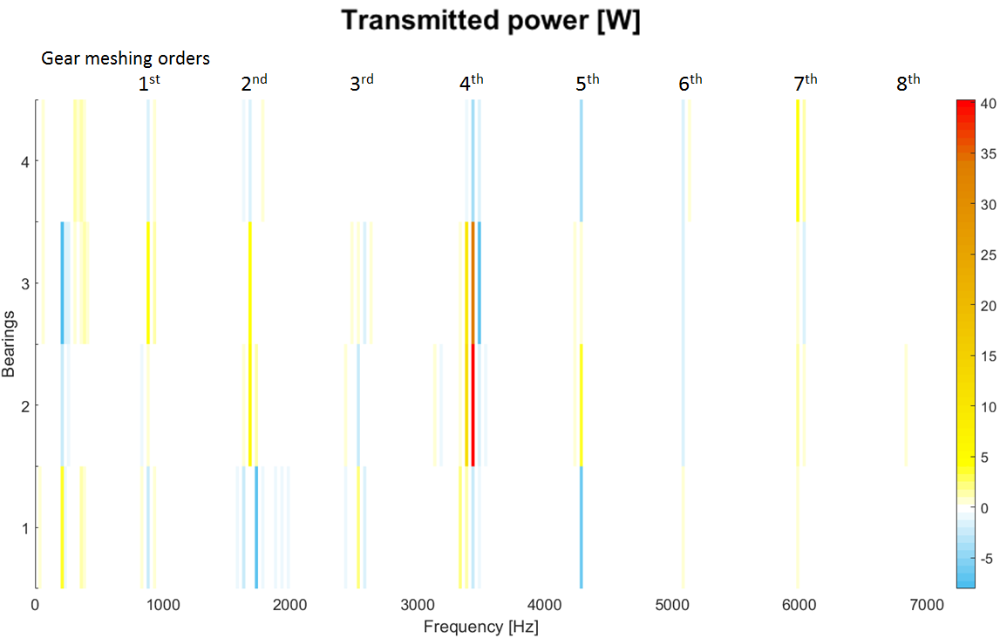 Transmitted power [W]
Gear meshing orders
1st 2nd 3rd 4th 5th 6th 7th 8th
40
35
30
25
20
15
10
5
0
-5
4
3
2
1
Bearings
0 1000 2000 3000 4000 5000 6000 7000
Frequency [Hz]